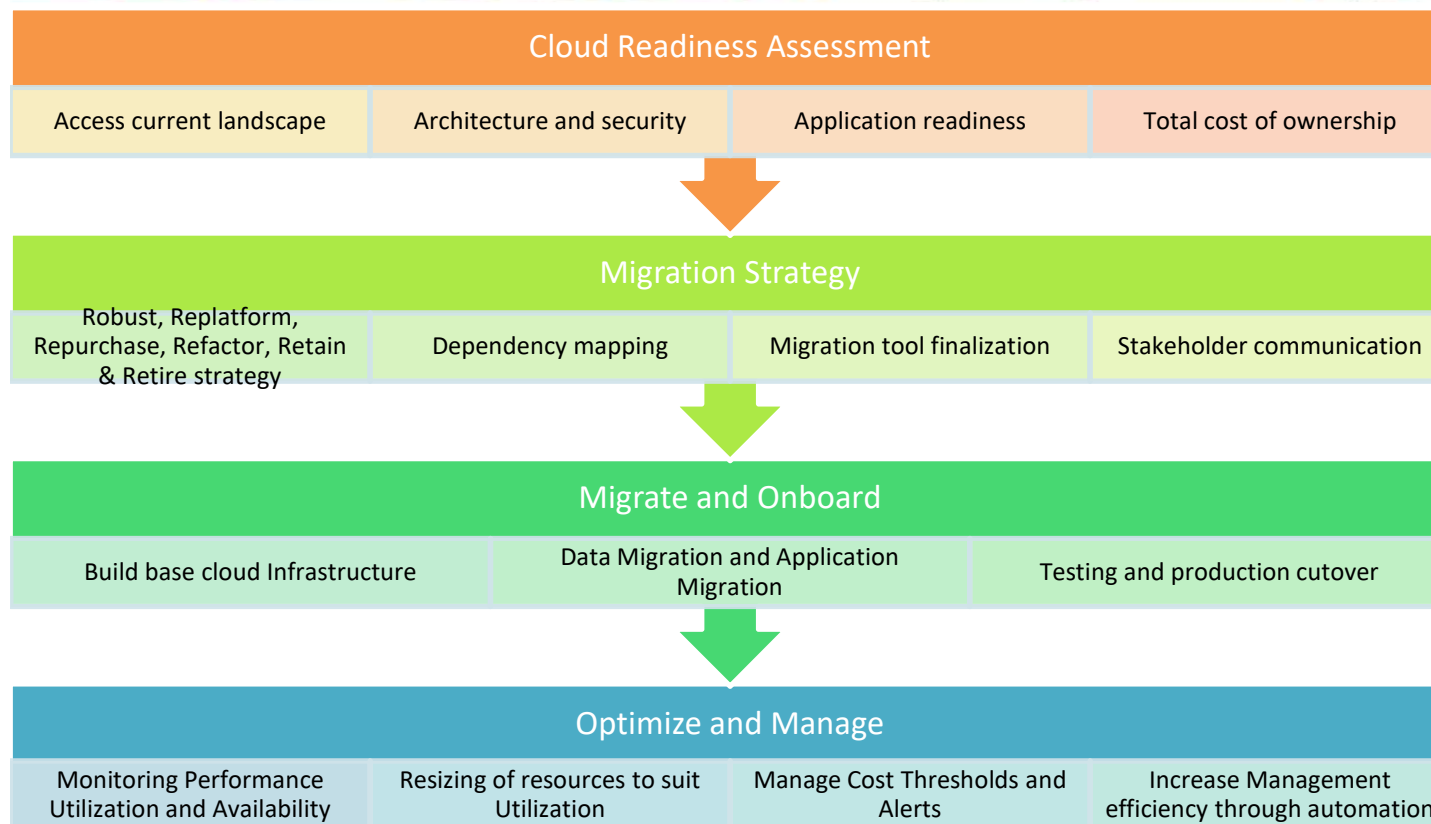 Cloud Readiness Assessment
Access current landscape
Architecture and security
Application readiness
Total cost of ownership
Migration Strategy
Robust, Replatform,
Repurchase, Refactor, Retain
& Retire strategy
Dependency mapping
Migration tool finalization
Stakeholder communication
Migrate and Onboard
Build base cloud Infrastructure
Data Migration and Application
Migration
Testing and production cutover
Optimize and Manage
Monitoring Performance
Utilization and Availability
Resizing of resources to suit
Utilization
Manage Cost Thresholds and
Alerts
Increase Management
efficiency through automation